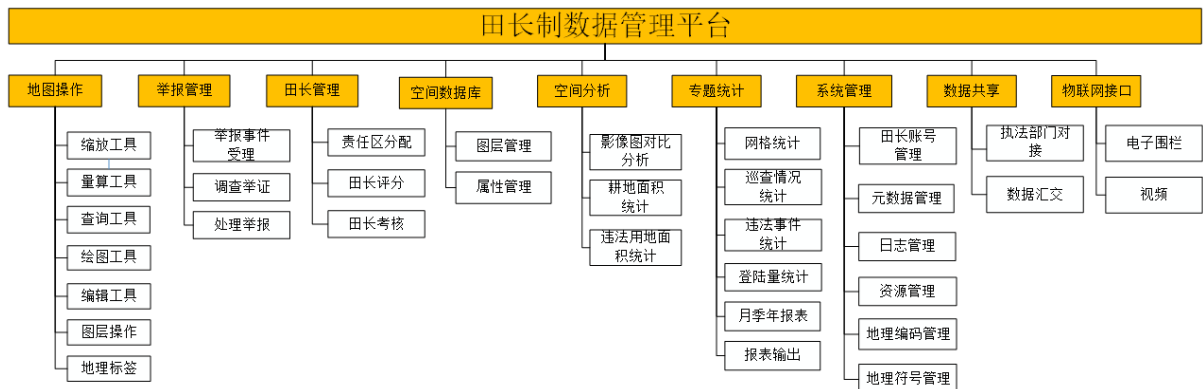 田长制数据管理平台
地图操作
举报管理
田长管理
空间数据库
空间分析
专题统计
系统管理
数据共享
物联网接口
缩放工具
量算工具
查询工具
绘图工具
编辑工具
图层操作
地理标签
举报事件
受理
调查举证
处理举报
责任区分配
田长评分
田长考核
图层管理
属性管理
影像图对比
分析
耕地面积
统计
违法用地面
积统计
网格统计
巡查情况
统计
违法事件
统计
登陆量统计
月季年报表
报表输出
田长账号
管理
元数据管理
日志管理
资源管理
地理编码管理
地理符号管理
执法部门对
接
数据汇交
电子围栏
视频